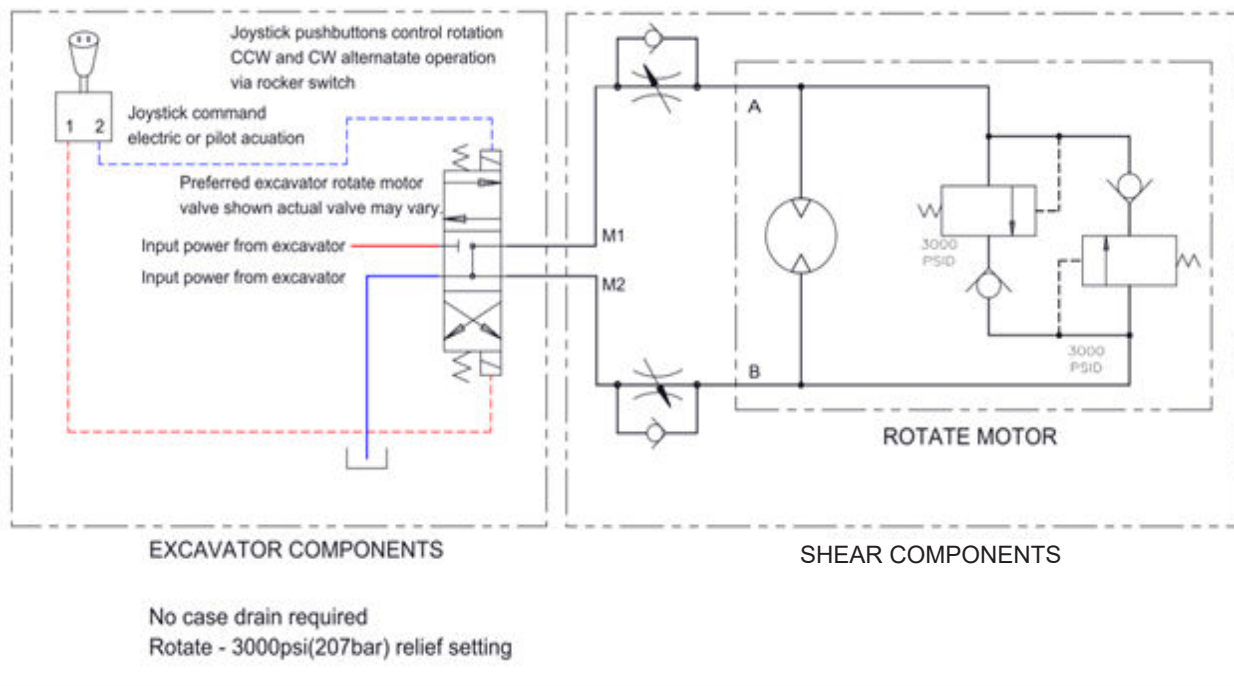 Joystick pushbuttons control rotation
CCW and CW alternatate operation
via rocker switch
Joystick command
electric or pilot acuation
1 2
Preferred excavator rotate motor
valve shown actual valve may vary.
Input power from excavator
Input power from excavator
M1
M2
A
B
3000
PSID
3000
PSID
ROTATE MOTOR
EXCAVATOR COMPONENTS
SHEAR COMPONENTS
No case drain required
Rotate - 3000psi(207bar) relief setting